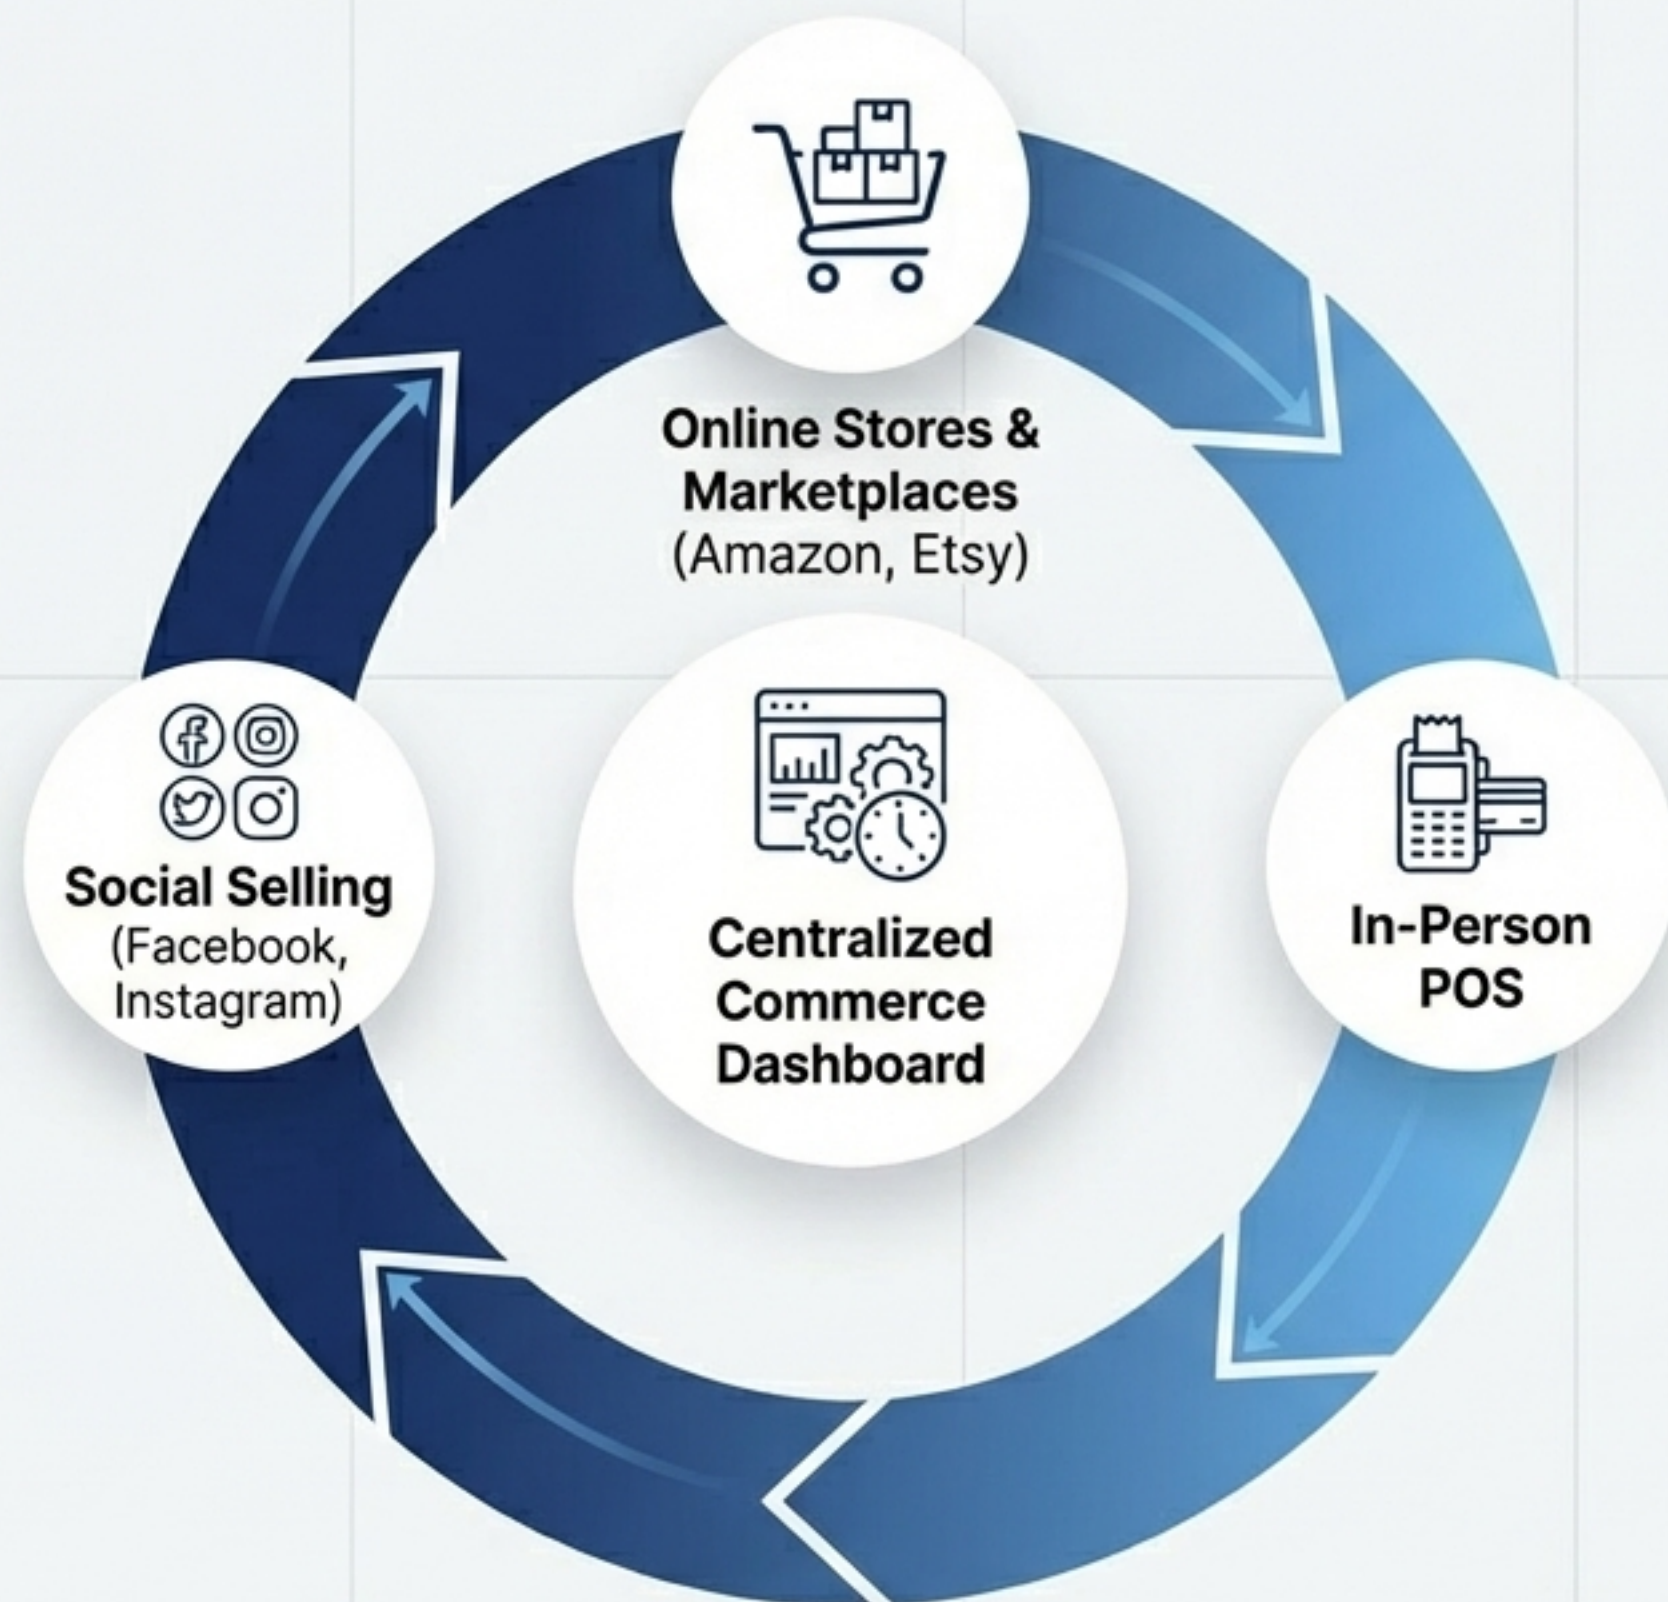 Online Stores &
Marketplaces
(Amazon, Etsy)
Social Selling
(Facebook,
Instagram)
Centralized
Commerce
Dashboard
In-Person
POS